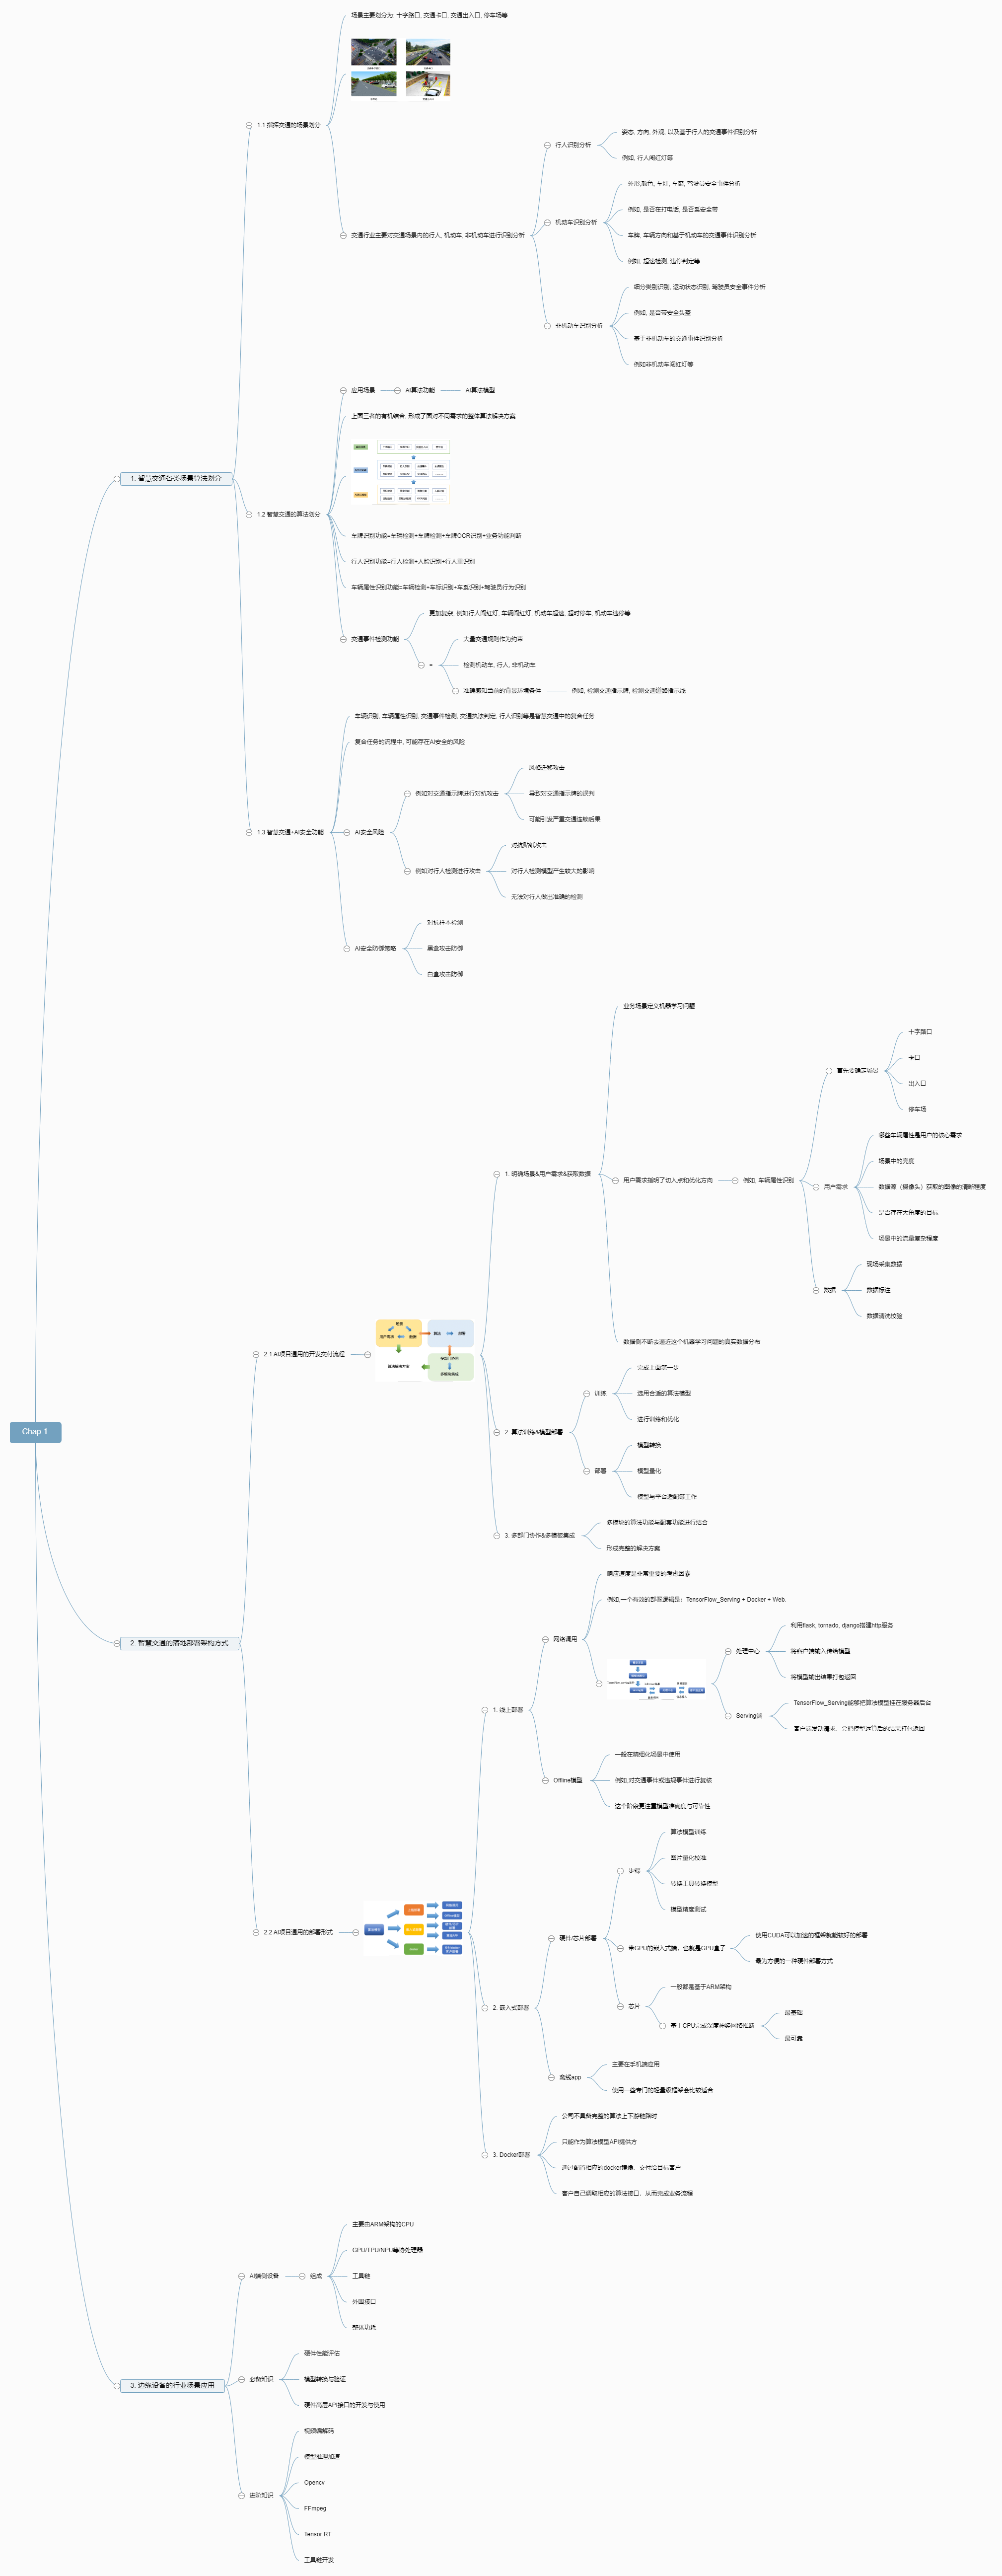 Chap 1
1. 智慧交通各类场景算法划分
1.1 指挥交通的场景划分
场景主要划分为: 十字路口, 交通卡口, 交通出入口, 停车场等
交通行业主要对交通场景内的行人, 机动车, 非机动车进行识别分析
行人识别分析
姿态, 方向, 外观, 以及基于行人的交通事件识别分析
例如, 行人闯红灯等
机动车识别分析
外形,颜色, 车灯, 车窗, 驾驶员安全事件分析
例如, 是否在打电话, 是否系安全带
车牌, 车辆方向和基于机动车的交通事件识别分析
例如, 超速检测, 违停判定等
非机动车识别分析
细分类别识别, 运动状态识别, 驾驶员安全事件分析
例如, 是否带安全头盔
基于非机动车的交通事件识别分析
例如非机动车闯红灯等
1.2 智慧交通的算法划分
应用场景
AI算法功能
AI算法模型
上面三者的有机结合, 形成了面对不同需求的整体算法解决方案
车牌识别功能=车辆检测+车牌检测+车牌OCR识别+业务功能判断
行人识别功能=行人检测+人脸识别+行人重识别
车辆属性识别功能=车辆检测+车标识别+车系识别+驾驶员行为识别
交通事件检测功能
更加复杂, 例如行人闯红灯, 车辆闯红灯, 机动车超速, 超时停车, 机动车违停等
=
大量交通规则作为约束
检测机动车, 行人, 非机动车
准确感知当前的背景环境条件
例如, 检测交通指示牌, 检测交通道路指示线
1.3 智慧交通+AI安全功能
车辆识别, 车辆属性识别, 交通事件检测, 交通执法判定, 行人识别等是智慧交通中的复合任务
复合任务的流程中, 可能存在AI安全的风险
AI安全风险
例如对交通指示牌进行对抗攻击
风格迁移攻击
导致对交通指示牌的误判
可能引发严重交通连锁后果
例如对行人检测进行攻击
对抗贴纸攻击
对行人检测模型产生较大的影响
无法对行人做出准确的检测
AI安全防御策略
对抗样本检测
黑盒攻击防御
白盒攻击防御
2. 智慧交通的落地部署架构方式
2.1 AI项目通用的开发交付流程
场景
用户需求
数据
算法
部署
多部门协作
多模块集成
算法解决方案
1. 明确场景&用户需求&获取数据
业务场景定义机器学习问题
用户需求指明了切入点和优化方向
例如, 车辆属性识别
首先要确定场景
十字路口
卡口
出入口
停车场
用户需求
哪些车辆属性是用户的核心需求
场景中的亮度
数据源（摄像头）获取的图像的清晰程度
是否存在大角度的目标
场景中的流量复杂程度
数据
现场采集数据
数据标注
数据清洗校验
数据侧不断去逼近这个机器学习问题的真实数据分布
2. 算法训练&模型部署
训练
完成上面第一步
选用合适的算法模型
进行训练和优化
部署
模型转换
模型量化
模型与平台适配等工作
3. 多部门协作&多模板集成
多模块的算法功能与配套功能进行结合
形成完整的解决方案
2.2 AI项目通用的部署形式
1. 线上部署
网络调用
响应速度是非常重要的考虑因素
例如,一个有效的部署逻辑是：TensorFlow_Serving + Docker + Web.
处理中心
利用flask, tornado, django搭建http服务
将客户端输入传给模型
将模型输出结果打包返回
Serving端
TensorFlow_Serving能够把算法模型挂在服务器后台
客户端发动请求，会把模型运算后的结果打包返回
Offline模型
一般在精细化场景中使用
例如,对交通事件或违规事件进行复核
这个阶段更注重模型准确度与可靠性
2. 嵌入式部署
硬件/芯片部署
步骤
算法模型训练
图片量化校准
转换工具转换模型
模型精度测试
带GPU的嵌入式端，也就是GPU盒子
使用CUDA可以加速的框架就能较好的部署
最为方便的一种硬件部署方式
芯片
一般都是基于ARM架构
基于CPU完成深度神经网络推断
最基础
最可靠
离线app
主要在手机端应用
使用一些专门的轻量级框架会比较适合
3. Docker部署
公司不具备完整的算法上下游链路时
只能作为算法模型API提供方
通过配置相应的docker镜像，交付给目标客户
客户自己调取相应的算法接口，从而完成业务流程
3. 边缘设备的行业场景应用
AI端侧设备
组成
主要由ARM架构的CPU
GPU/TPU/NPU等协处理器
工具链
外围接口
整体功耗
必备知识
硬件性能评估
模型转换与验证
硬件高层API接口的开发与使用
进阶知识
视频编解码
模型推理加速
Opencv
FFmpeg
Tensor RT
工具链开发